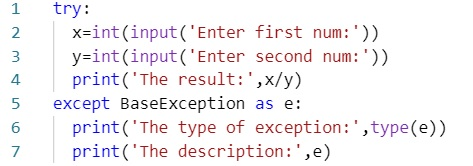 1 try:
2 x=int(input('Enter first num:'))
3 y=int(input('Enter second num:'))
4 print('The result:',x/y)
5 except BaseException as e:
6 print('The type of exception:',type(e))
7 print('The description:',e)